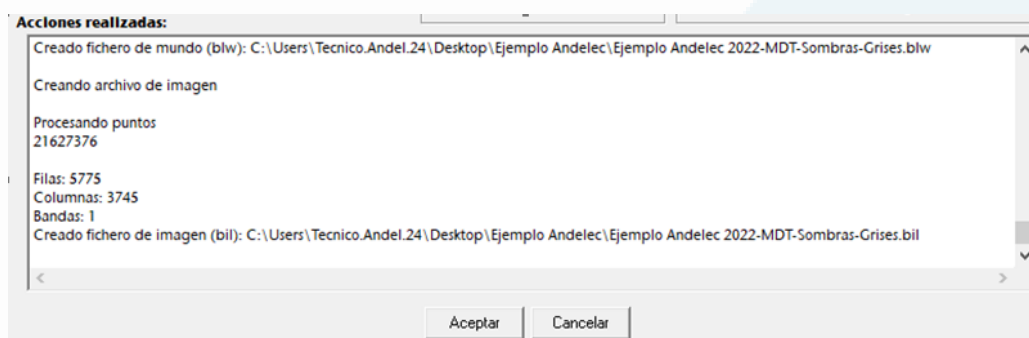 Acciones realizadas:
Creado fichero de mundo (blw): C:\Users\Tecnico.Andel.24\Desktop\Ejemplo Andelec\Ejemplo Andelec 2022-MDT-Sombras-Grises.blw
Creando archivo de imagen
Procesando puntos
21627376
Filas: 5775
Columnas: 3745
Bandas: 1
Creado fichero de imagen (bil): C:\Users\Tecnico.Andel.24\Desktop\Ejemplo Andelec\Ejemplo Andelec 2022-MDT-Sombras-Grises.bil
Aceptar
Cancelar